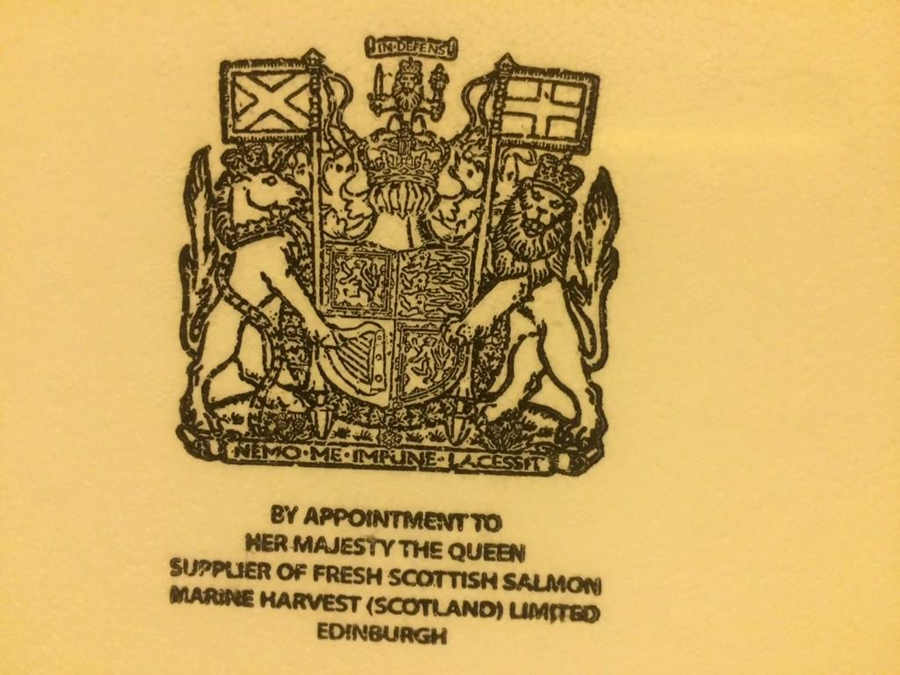 IN·DEFENS
NEMO·ME·IMPUNE·LACESSIT
BY APPOINTMENT TO
HER MAJESTY THE QUEEN
SUPPLIER OF FRESH SCOTTISH SALMON
MARINE HARVEST (SCOTLAND) LIMITED
EDINBURGH